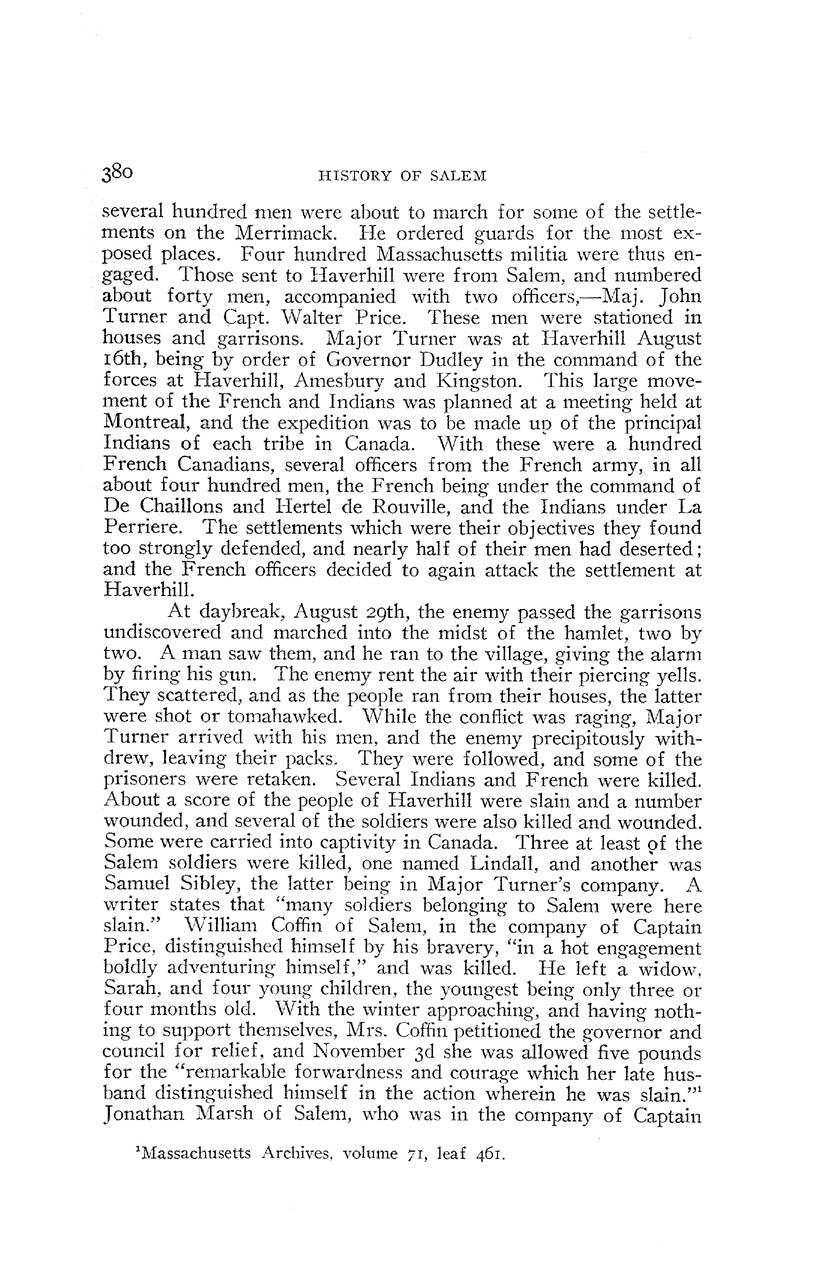 380 HISTORY OF SALEM
several hundred men were about to march for some of the settle-
ments on the Merrimack. He ordered guards for the most ex-
posed places. Four hundred Massachusetts militia were thus en-
gaged. Those sent to Haverhill were from Salem, and numbered
about forty men, accompanied with two officers,—Maj. John
Turner and Capt. Walter Price. These men were stationed in
houses and garrisons. Major Turner was at Haverhill August
16th, being by order of Governor Dudley in the command of the
forces at Haverhill, Amesbury and Kingston. This large move-
ment of the French and Indians was planned at a meeting held at
Montreal, and the expedition was to be made up of the principal
Indians of each tribe in Canada. With these were a hundred
French Canadians, several officers from the French army, in all
about four hundred men, the French being under the command of
De Chaillons and Hertel de Rouville, and the Indians under La
Perriere. The settlements which were their objectives they found
too strongly defended, and nearly half of their men had deserted;
and the French officers decided to again attack the settlement at
Haverhill.
At daybreak, August 29th, the enemy passed the garrisons
undiscovered and marched into the midst of the hamlet, two by
two. A man saw them, and he ran to the village, giving the alarm
by firing his gun. The enemy rent the air with their piercing yells.
They scattered, and as the people ran from their houses, the latter
were shot or tomahawked. While the conflict was raging, Major
Turner arrived with his men, and the enemy precipitously with-
drew, leaving their packs. They were followed, and some of the
prisoners were retaken. Several Indians and French were killed.
About a score of the people of Haverhill were slain and a number
wounded, and several of the soldiers were also killed and wounded.
Some were carried into captivity in Canada. Three at least of the
Salem soldiers were killed, one named Lindall, and another was
Samuel Sibley, the latter being in Major Turner's company. A
writer states that "many soldiers belonging to Salem were here
slain." William Coffin of Salem, in the company of Captain
Price, distinguished himself by his bravery, "in a hot engagement
boldly adventuring himself," and was killed. He left a widow,
Sarah, and four young children, the youngest being only three or
four months old. With the winter approaching, and having noth-
ing to support themselves, Mrs. Coffin petitioned the governor and
council for relief, and November 3d she was allowed five pounds
for the "remarkable forwardness and courage which her late hus-
band distinguished himself in the action wherein he was slain."¹
Jonathan Marsh of Salem, who was in the company of Captain
¹Massachusetts Archives, volume 71, leaf 461.